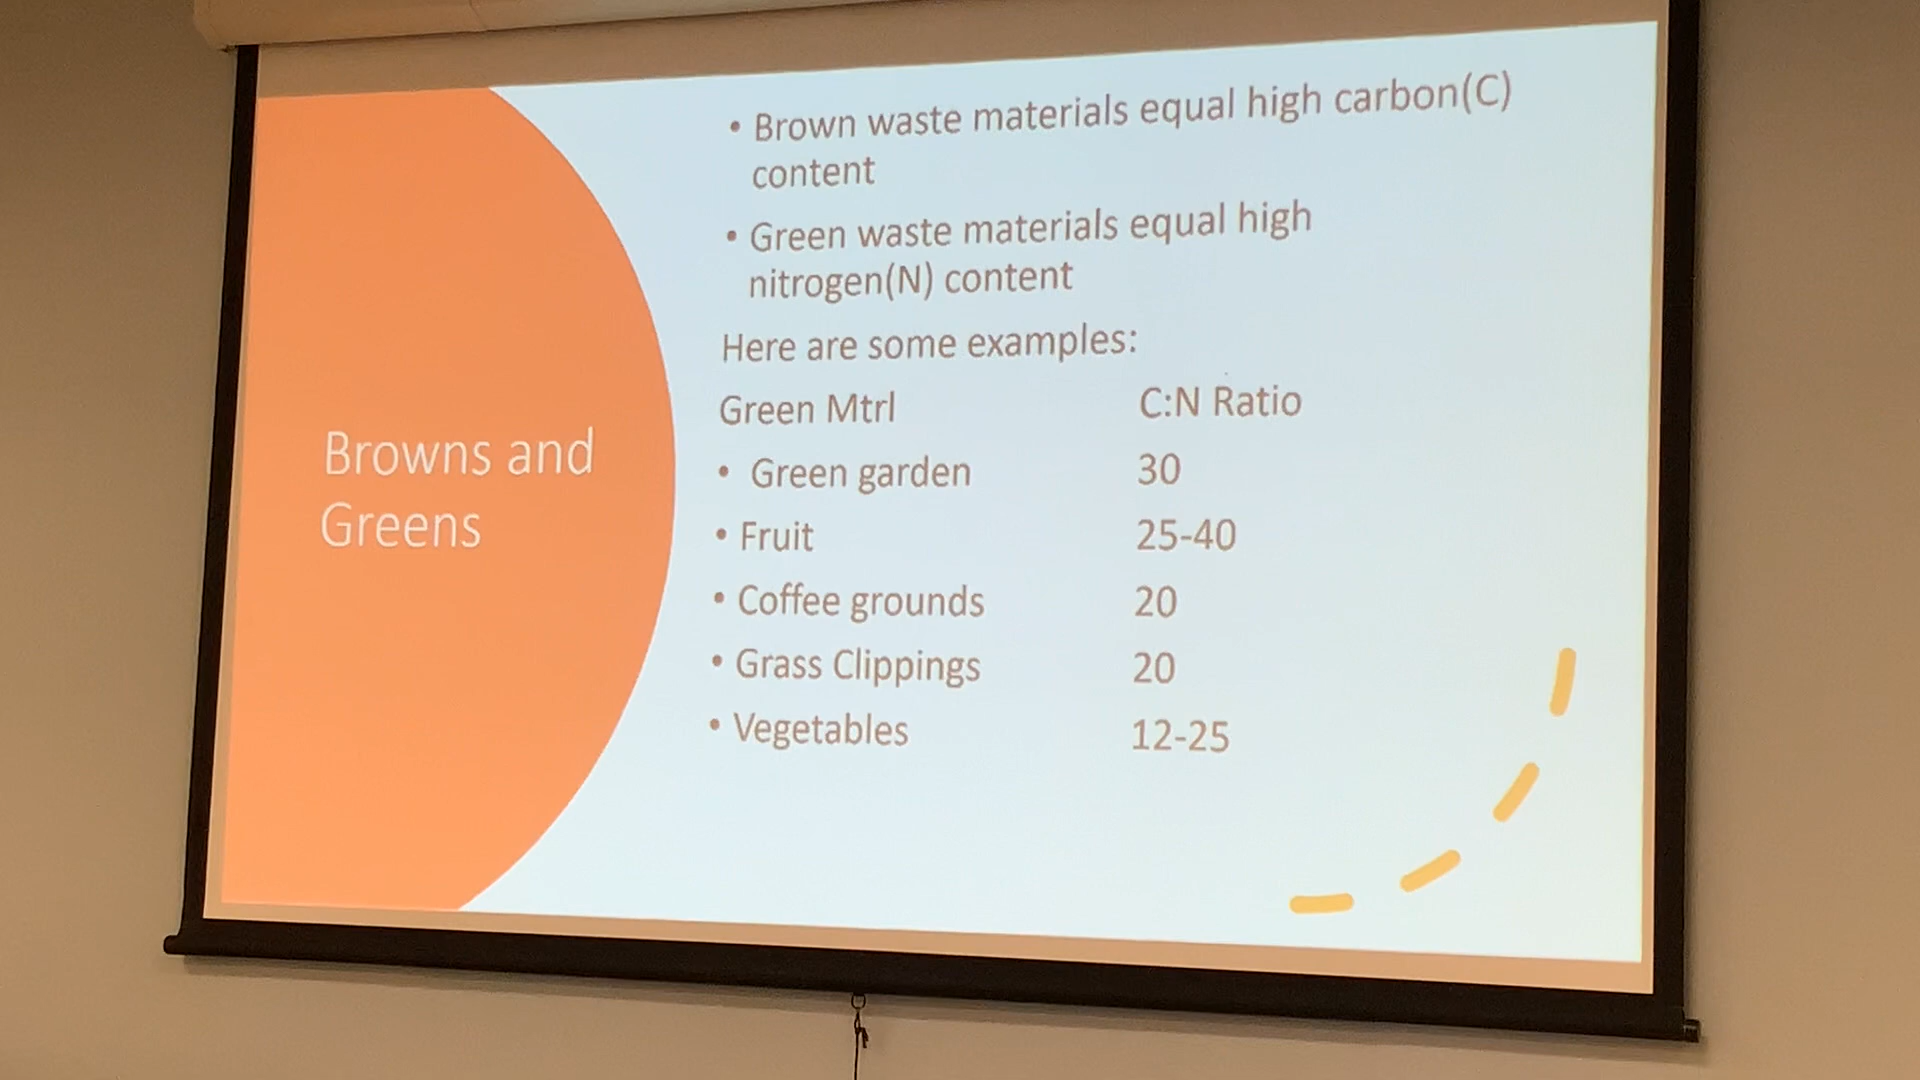 Browns and
Greens
• Brown waste materials equal high carbon(C)
content
• Green waste materials equal high
nitrogen(N) content
Here are some examples:
Green Mtrl C:N Ratio
• Green garden 30
• Fruit 25-40
• Coffee grounds 20
• Grass Clippings 20
• Vegetables 12-25